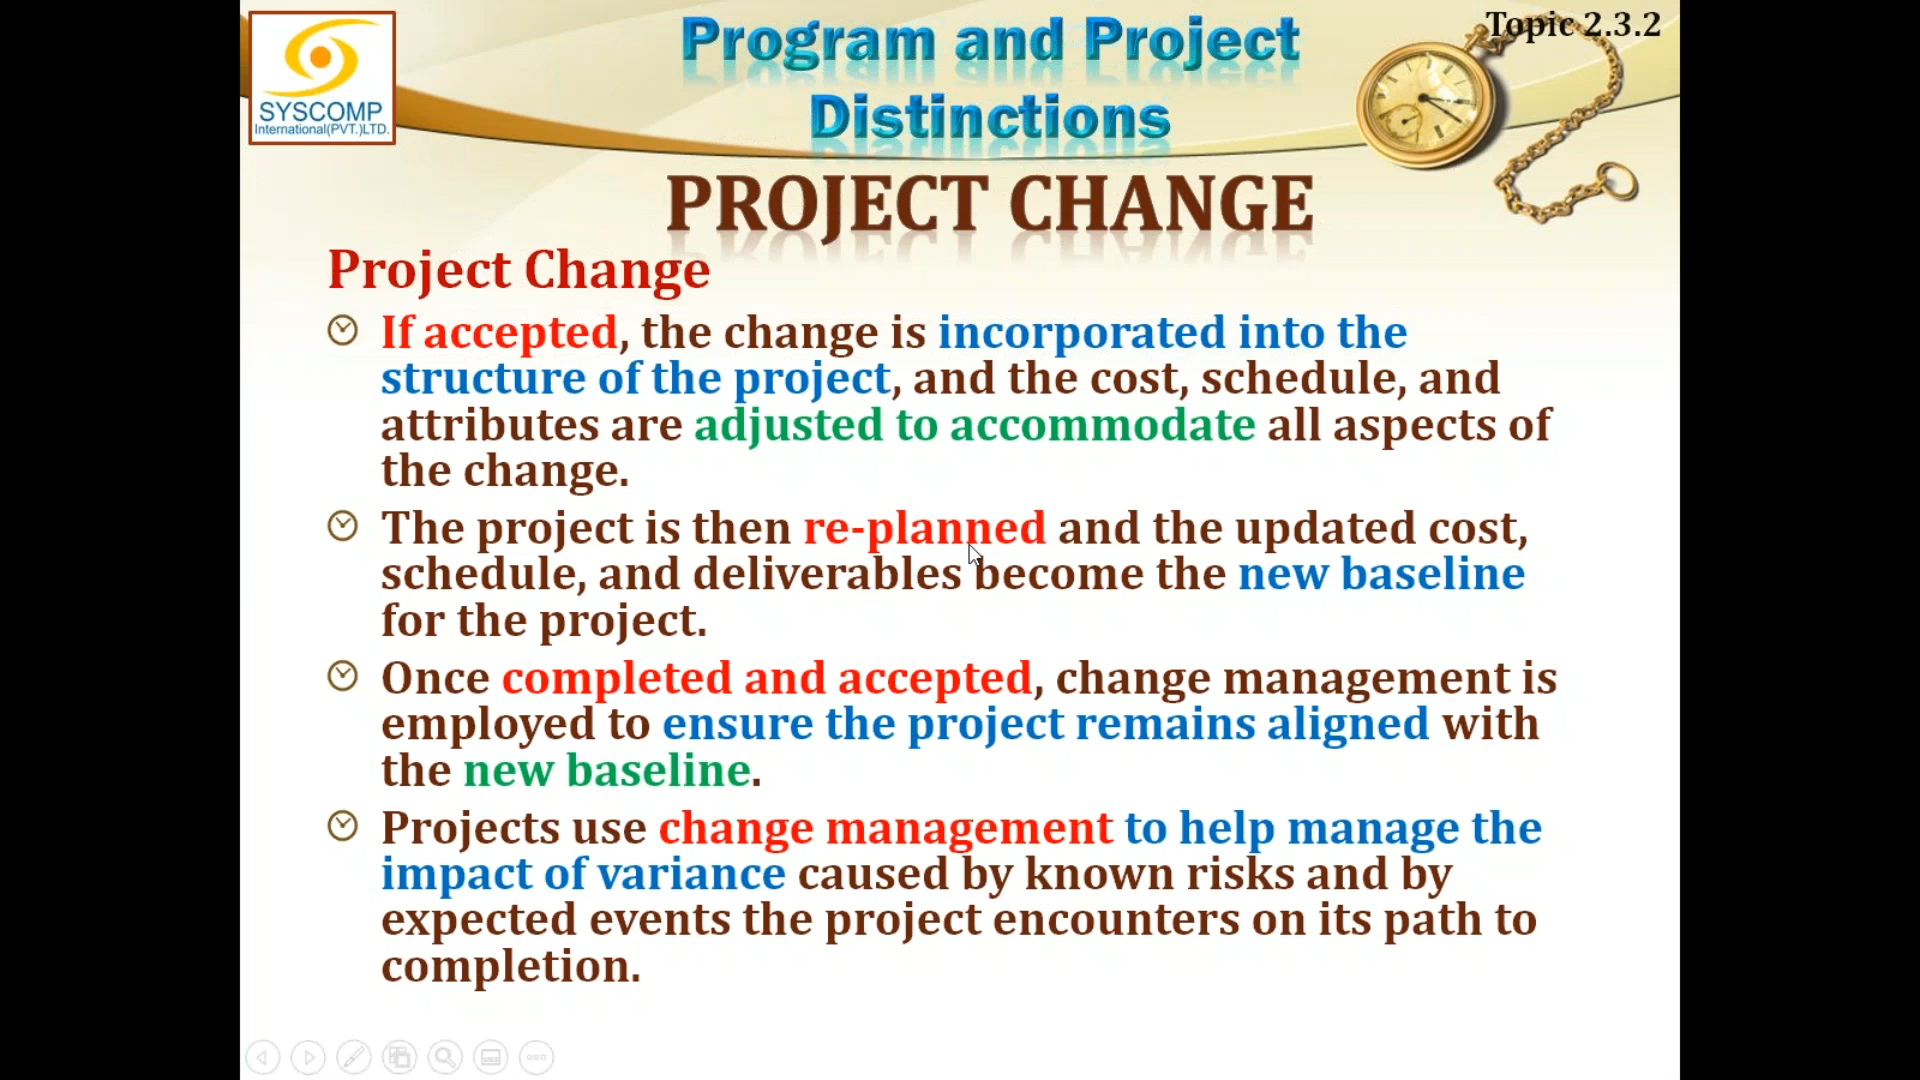 Topic 2.3.2
Program and Project
Distinctions
SYSCOMP
International(PVT.)LTD.
PROJECT CHANGE
Project Change
If accepted, the change is incorporated into the
structure of the project, and the cost, schedule, and
attributes are adjusted to accommodate all aspects of
the change.
The project is then re-planned and the updated cost,
schedule, and deliverables become the new baseline
for the project.
Once completed and accepted, change management is
employed to ensure the project remains aligned with
the new baseline.
Projects use change management to help manage the
impact of variance caused by known risks and by
expected events the project encounters on its path to
completion.